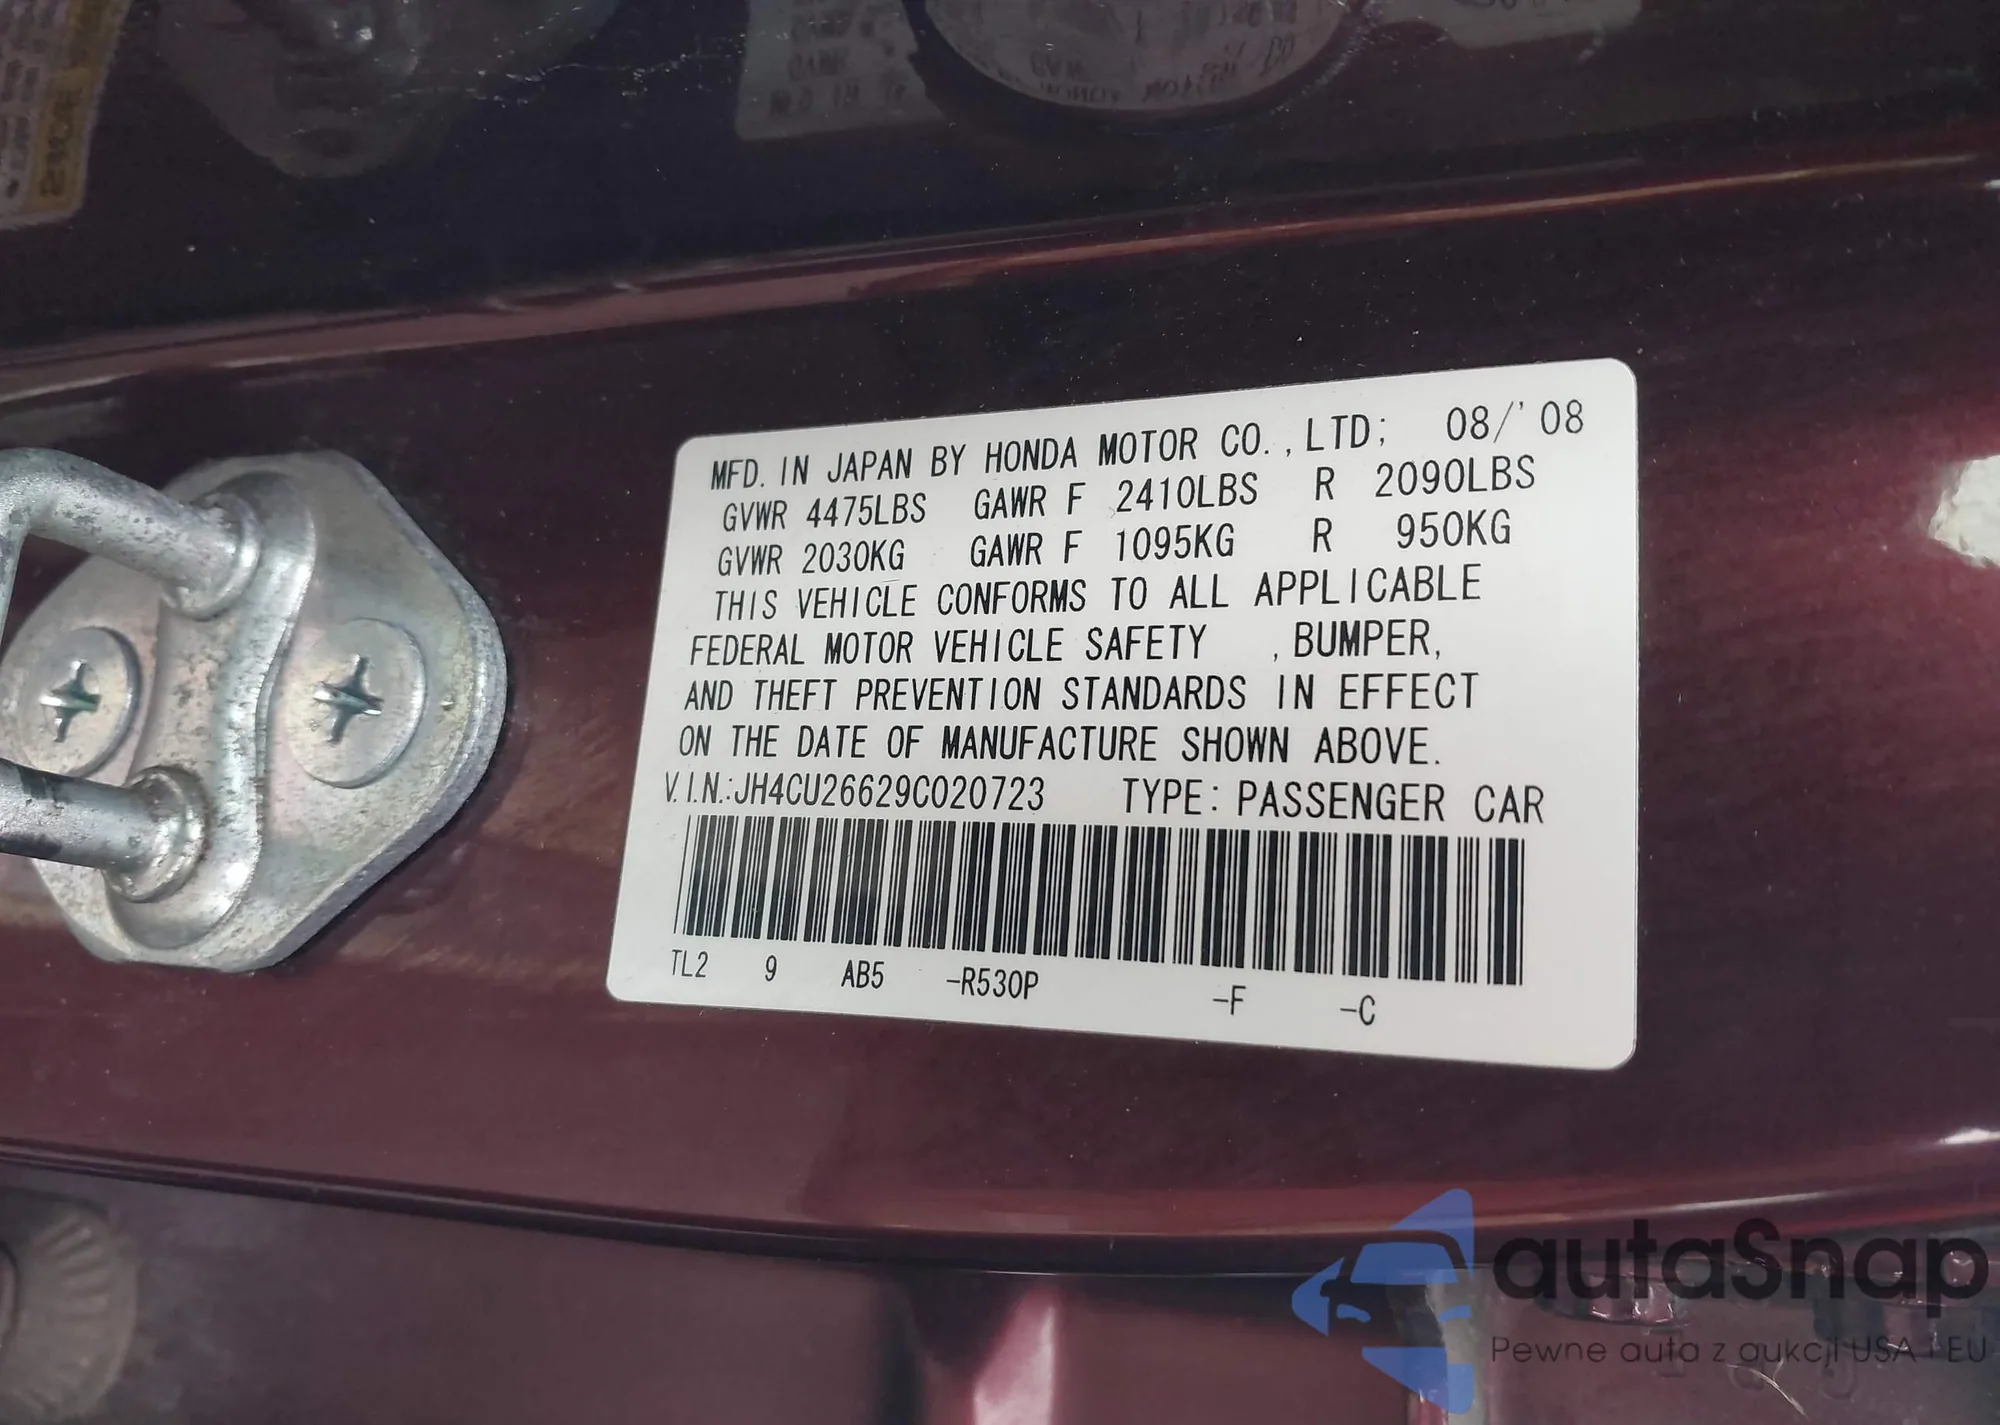 MFD. IN JAPAN BY HONDA MOTOR CO., LTD; 08/'08
GVWR 4475LBS GAWR F 2410LBS R 2090LBS
GVWR 2030KG GAWR F 1095KG R 950KG
THIS VEHICLE CONFORMS TO ALL APPLICABLE
FEDERAL MOTOR VEHICLE SAFETY , BUMPER,
AND THEFT PREVENTION STANDARDS IN EFFECT
ON THE DATE OF MANUFACTURE SHOWN ABOVE.
V.I.N.:JH4CU26629C020723 TYPE: PASSENGER CAR
TL2 9 AB5 -R530P -F -C
autaSnap
Pewne auta z aukcji USA i EU